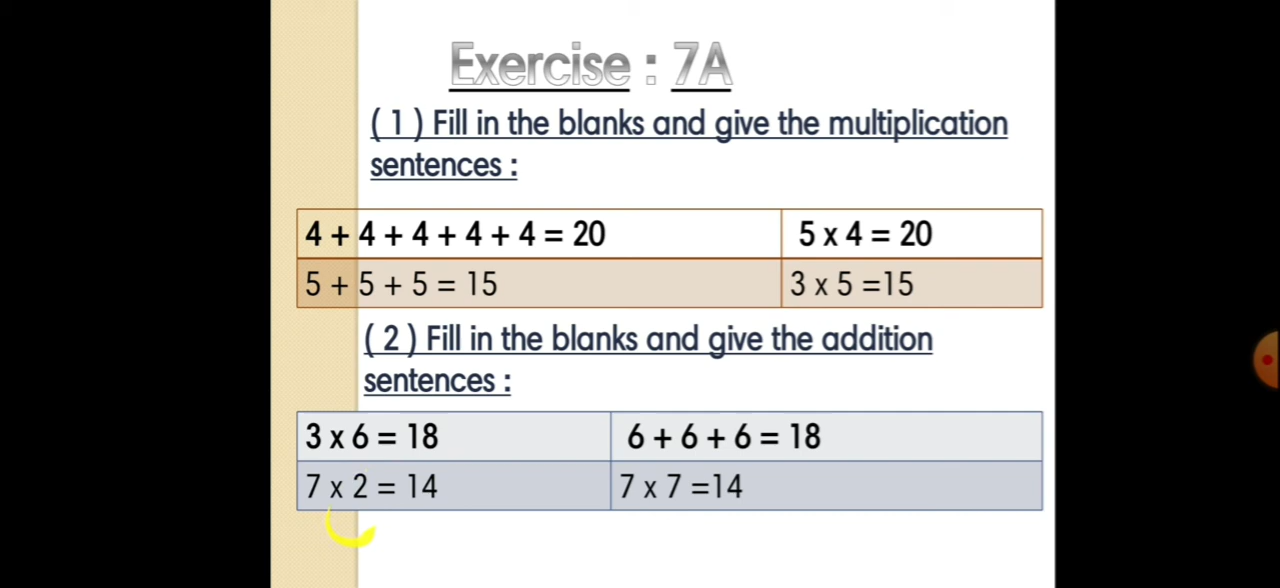 Exercise : 7A
( 1 ) Fill in the blanks and give the multiplication
sentences :
4 + 4 + 4 + 4 + 4 = 20 5 x 4 = 20
5 + 5 + 5 = 15 3 x 5 =15
( 2 ) Fill in the blanks and give the addition
sentences :
3 x 6 = 18 6 + 6 + 6 = 18
7 x 2 = 14 7 x 7 =14